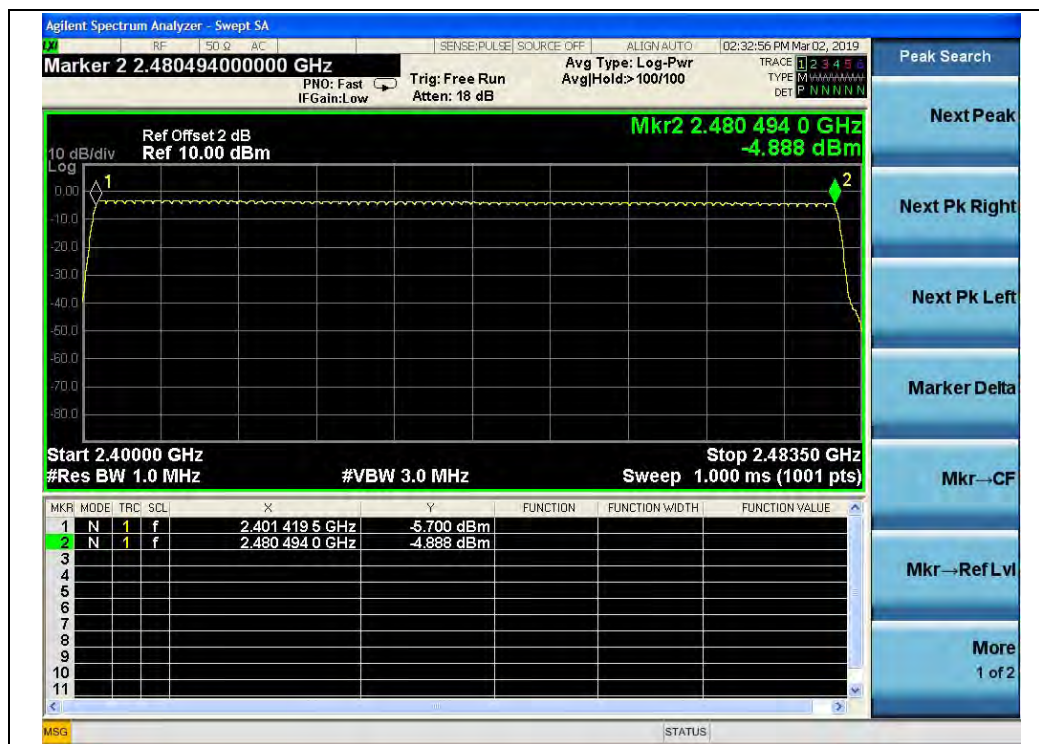 Agilent Spectrum Analyzer - Swept SA
LXI RF 50 Ω AC SENSE:PULSE SOURCE OFF ALIGN AUTO 02:32:56 PM Mar 02, 2019
Marker 2 2.480494000000 GHz
PNO: Fast
IFGain:Low
Trig: Free Run
Atten: 18 dB
Avg Type: Log-Pwr
Avg|Hold:>100/100
TRACE 1 2 3 4 5 6
TYPE M WWWWW
DET P N N N N N
Peak Search
Next Peak
Next Pk Right
Next Pk Left
Marker Delta
Mkr→CF
Mkr→Ref Lvl
More
1 of 2
Mkr2 2.480 494 0 GHz
-4.888 dBm
Ref Offset 2 dB
10 dB/div Ref 10.00 dBm
Log
1
2
0.00
-10.0
-20.0
-30.0
-40.0
-50.0
-60.0
-70.0
-80.0
Start 2.40000 GHz Stop 2.48350 GHz
#Res BW 1.0 MHz #VBW 3.0 MHz Sweep 1.000 ms (1001 pts)
MKR MODE TRC SCL X Y FUNCTION FUNCTION WIDTH FUNCTION VALUE
1 N 1 f 2.401 419 5 GHz -5.700 dBm
2 N 1 f 2.480 494 0 GHz -4.888 dBm
3
4
5
6
7
8
9
10
11
MSG STATUS